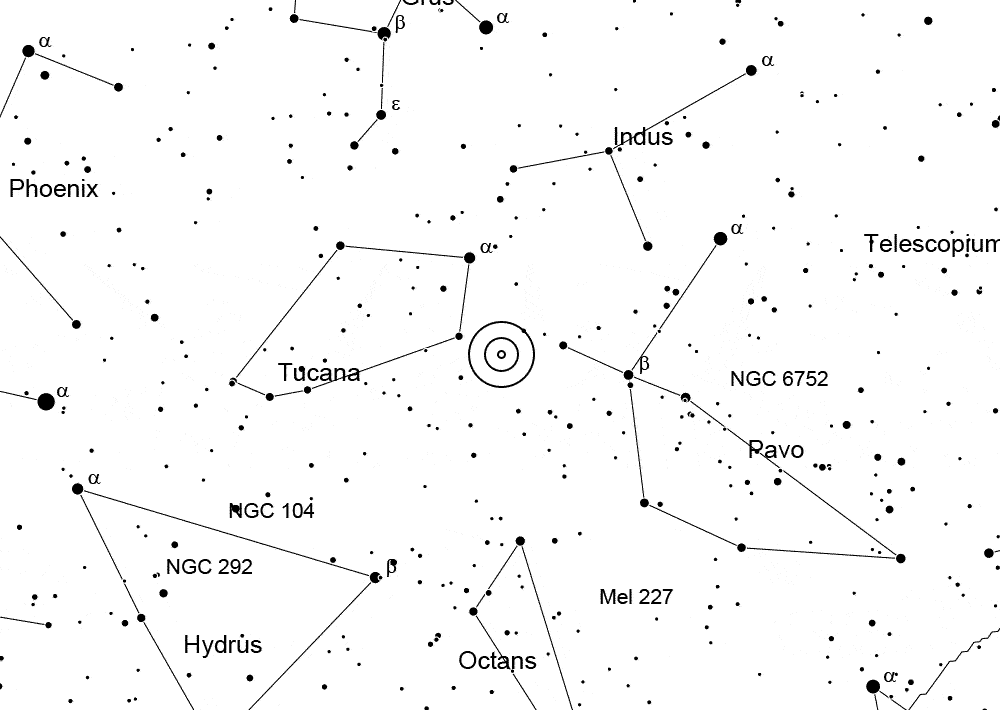 Grus
β
α
α
ε
α
Indus
Phoenix
α
α
Telescopium
β
Tucana
NGC 6752
α
Pavo
α
NGC 104
NGC 292
β
Mel 227
Hydrus
Octans
α